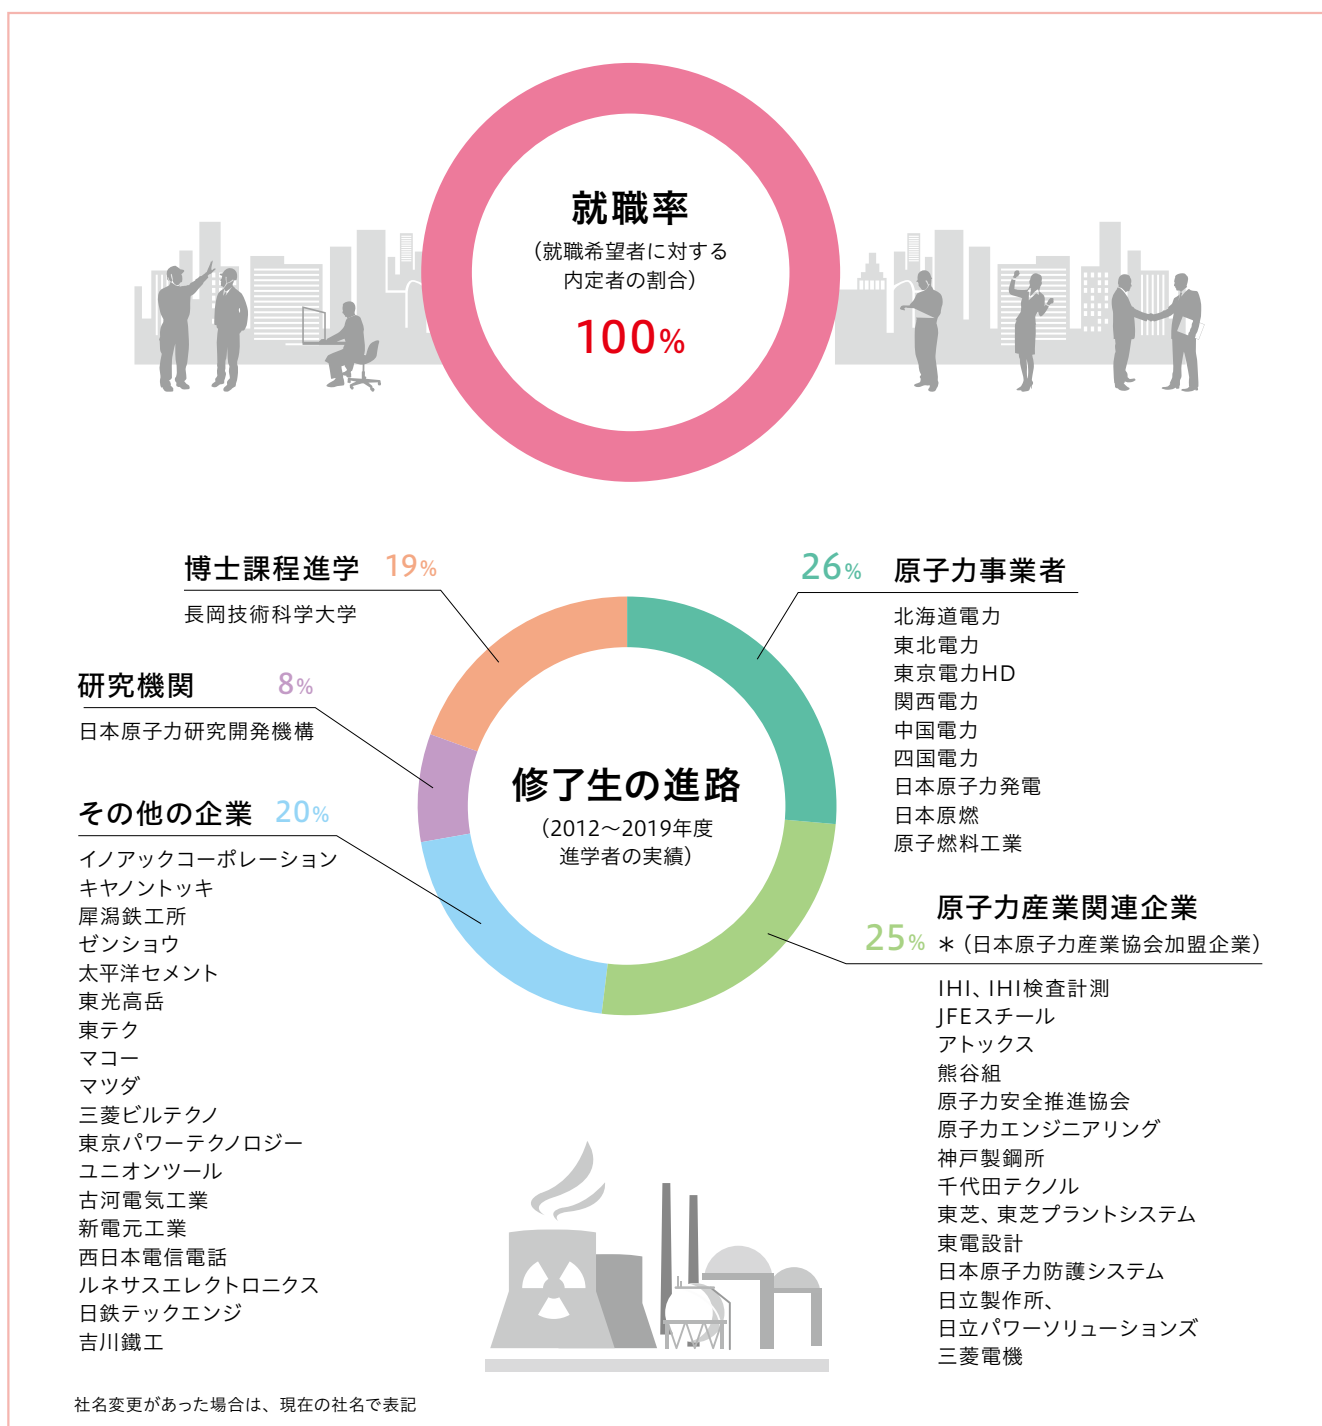 就職率
（就職希望者に対する
内定者の割合）
100%
博士課程進学 19%
長岡技術科学大学
研究機関 8%
日本原子力研究開発機構
その他の企業 20%
イノアックコーポレーション
キヤノントッキ
犀潟鉄工所
ゼンショウ
太平洋セメント
東光高岳
東テク
マコー
マツダ
三菱ビルテクノ
東京パワーテクノロジー
ユニオンツール
古河電気工業
新電元工業
西日本電信電話
ルネサスエレクトロニクス
日鉄テックエンジ
吉川鐵工
修了生の進路
（2012〜2019年度
進学者の実績）
26% 原子力事業者
北海道電力
東北電力
東京電力HD
関西電力
中国電力
四国電力
日本原子力発電
日本原燃
原子燃料工業
原子力産業関連企業
25% ＊（日本原子力産業協会加盟企業）
IHI、IHI検査計測
JFEスチール
アトックス
熊谷組
原子力安全推進協会
原子力エンジニアリング
神戸製鋼所
千代田テクノル
東芝、東芝プラントシステム
東電設計
日本原子力防護システム
日立製作所、
日立パワーソリューションズ
三菱電機
社名変更があった場合は、現在の社名で表記